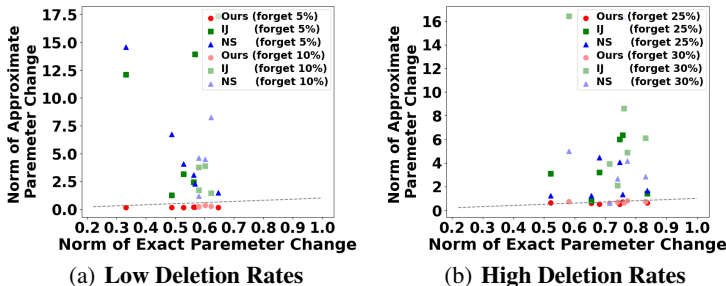 Norm of Approximate
Paremeter Change
17.5
15.0
12.5
10.0
7.5
5.0
2.5
0.0
0.2 0.3 0.4 0.5 0.6 0.7 0.8 0.9 1.0
Norm of Exact Paremeter Change
Ours (forget 5%)
IJ (forget 5%)
NS (forget 5%)
Ours (forget 10%)
IJ (forget 10%)
NS (forget 10%)
(a) Low Deletion Rates
Norm of Approximate
Paremeter Change
16
14
12
10
8
6
4
2
0
0.2 0.3 0.4 0.5 0.6 0.7 0.8 0.9 1.0
Norm of Exact Paremeter Change
Ours (forget 25%)
IJ (forget 25%)
NS (forget 25%)
Ours (forget 30%)
IJ (forget 30%)
NS (forget 30%)
(b) High Deletion Rates